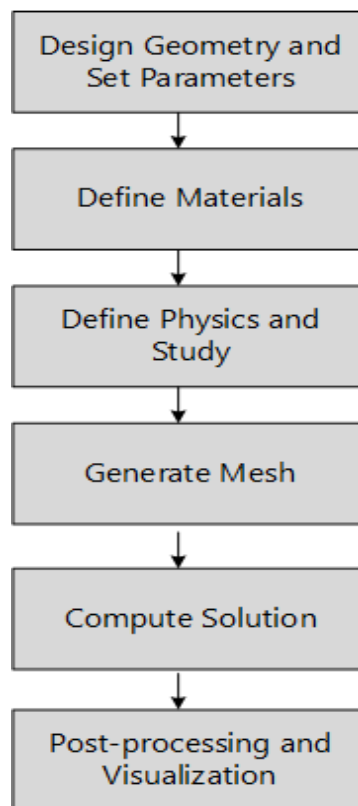 Design Geometry and
Set Parameters
Define Materials
Define Physics and
Study
Generate Mesh
Compute Solution
Post-processing and
Visualization